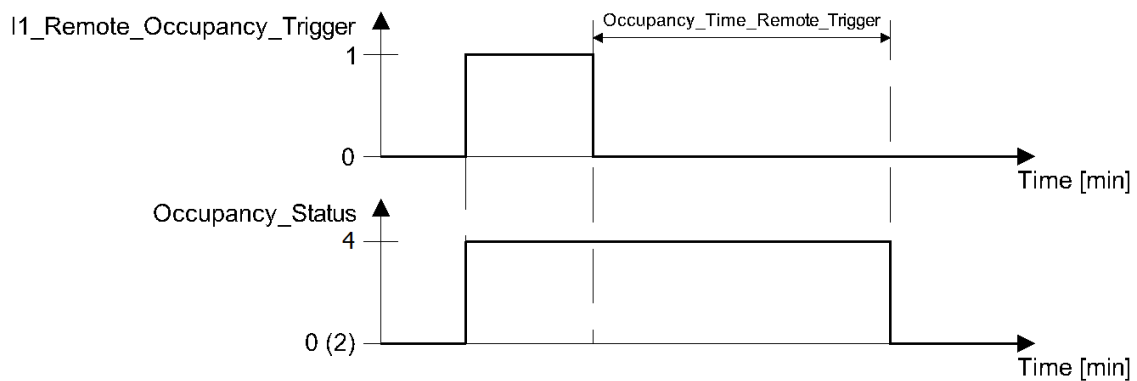 I1_Remote_Occupancy_Trigger
Occupancy_Time_Remote_Trigger
1
0
Time [min]
Occupancy_Status
4
0 (2)
Time [min]